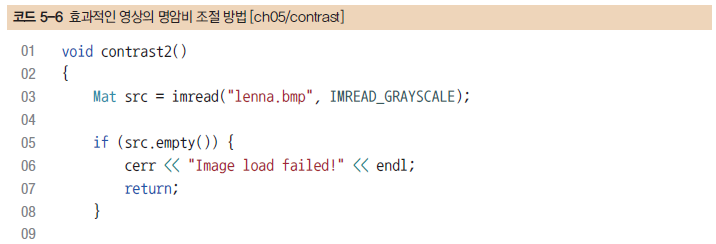 코드 5-6 효과적인 영상의 명암비 조절 방법 [ch05/contrast]
01 void contrast2()
02 {
03 Mat src = imread("lenna.bmp", IMREAD_GRAYSCALE);
04
05 if (src.empty()) {
06 cerr << "Image load failed!" << endl;
07 return;
08 }
09